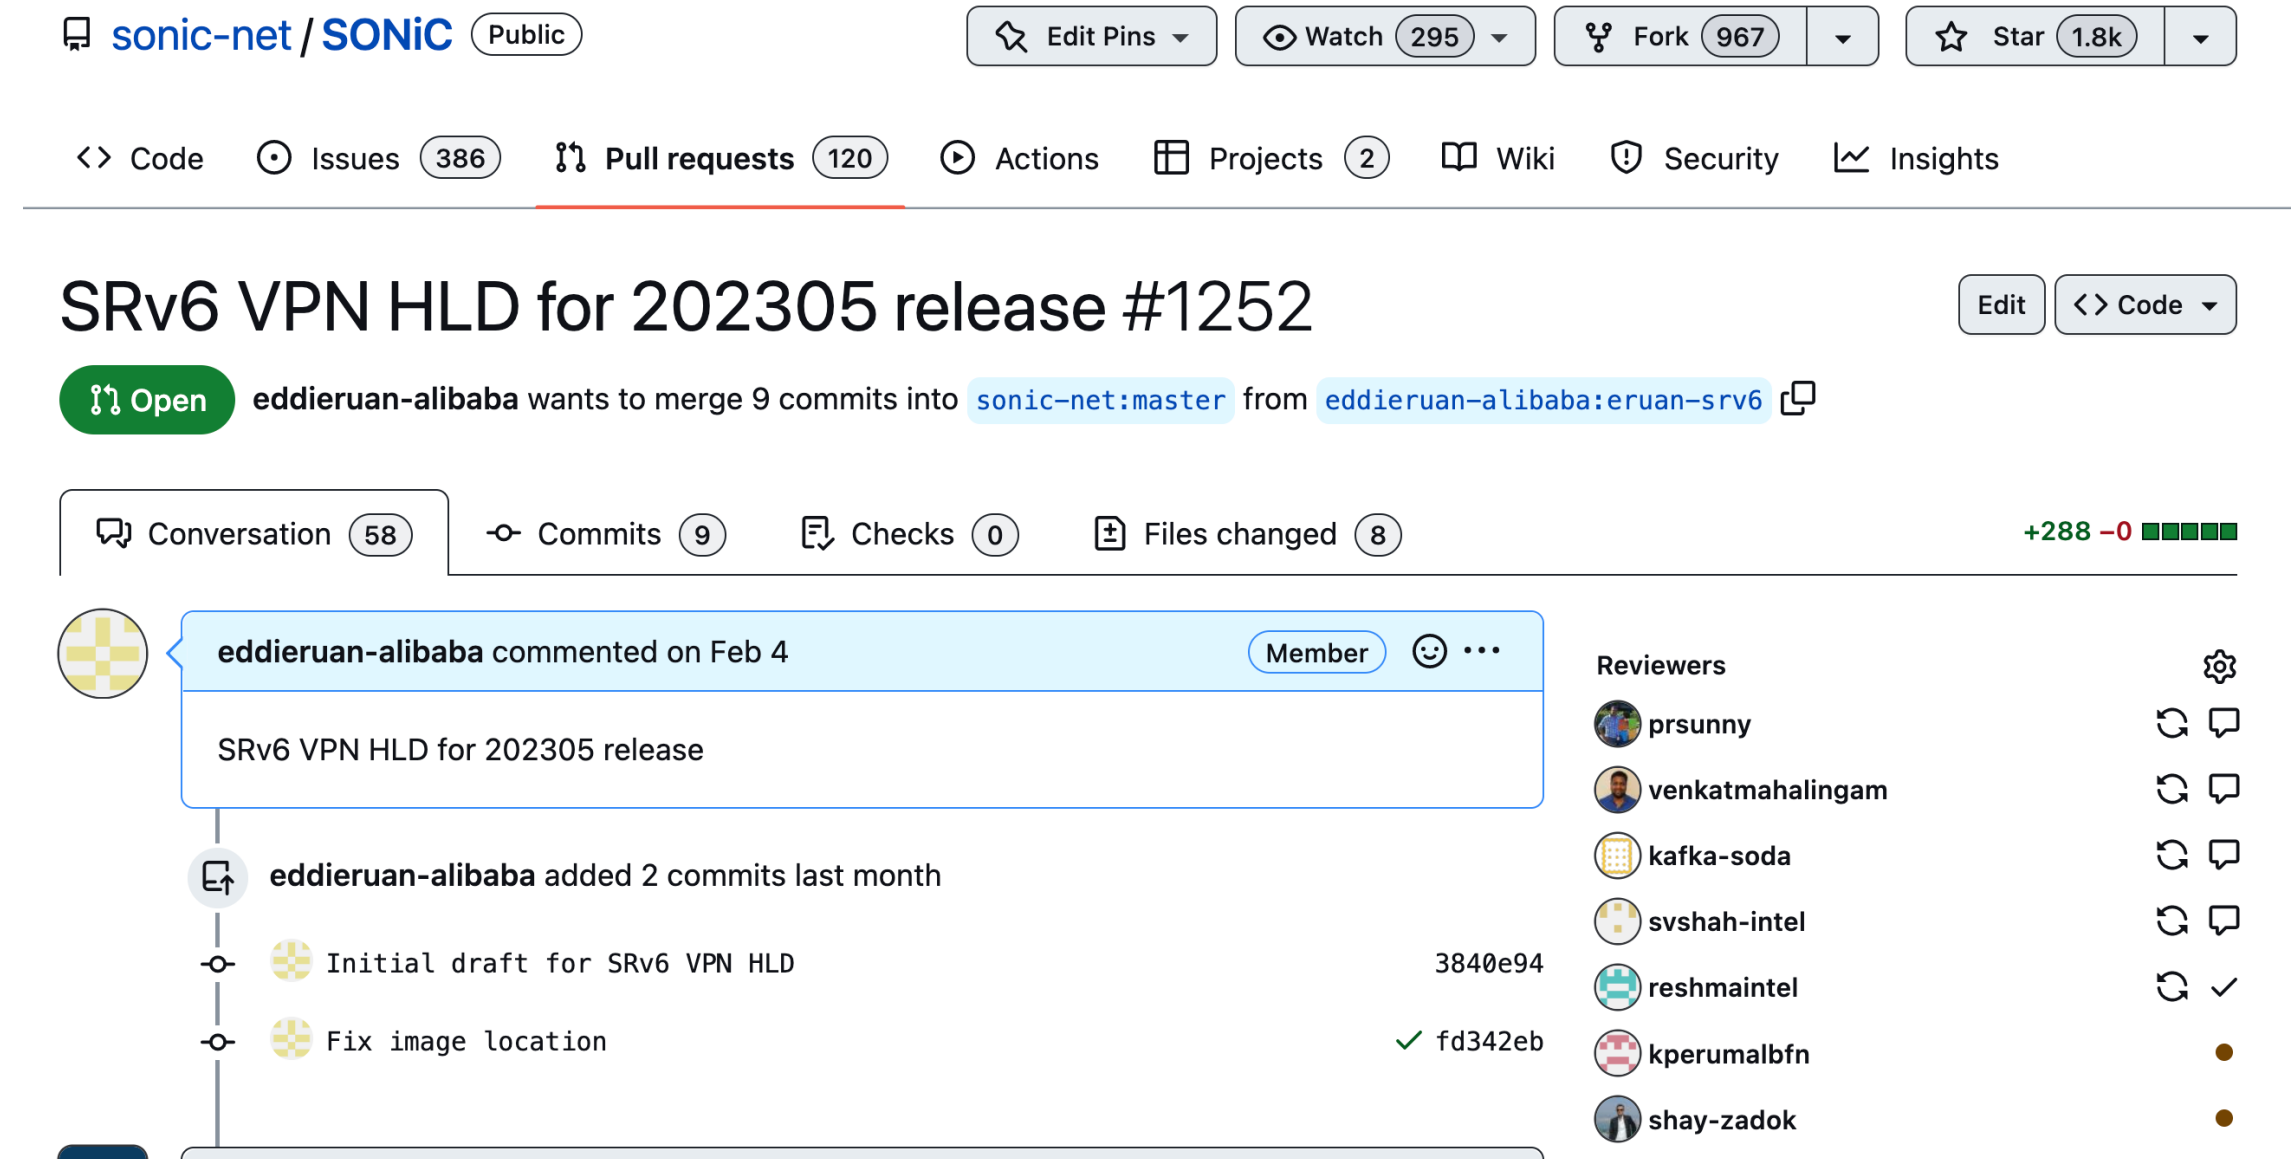 sonic-net / SONiC Public Edit Pins Watch 295 Fork 967 Star 1.8k
Code Issues 386 Pull requests 120 Actions Projects 2 Wiki Security Insights
SRv6 VPN HLD for 202305 release #1252 Edit Code
Open eddieruan-alibaba wants to merge 9 commits into sonic-net:master from eddieruan-alibaba:eruan-srv6
Conversation 58 Commits 9 Checks 0 Files changed 8 +288 −0
eddieruan-alibaba commented on Feb 4 Member
SRv6 VPN HLD for 202305 release
eddieruan-alibaba added 2 commits last month
Initial draft for SRv6 VPN HLD 3840e94
Fix image location fd342eb
Reviewers
prsunny
venkatmahalingam
kafka-soda
svshah-intel
reshmaintel
kperumalbfn
shay-zadok